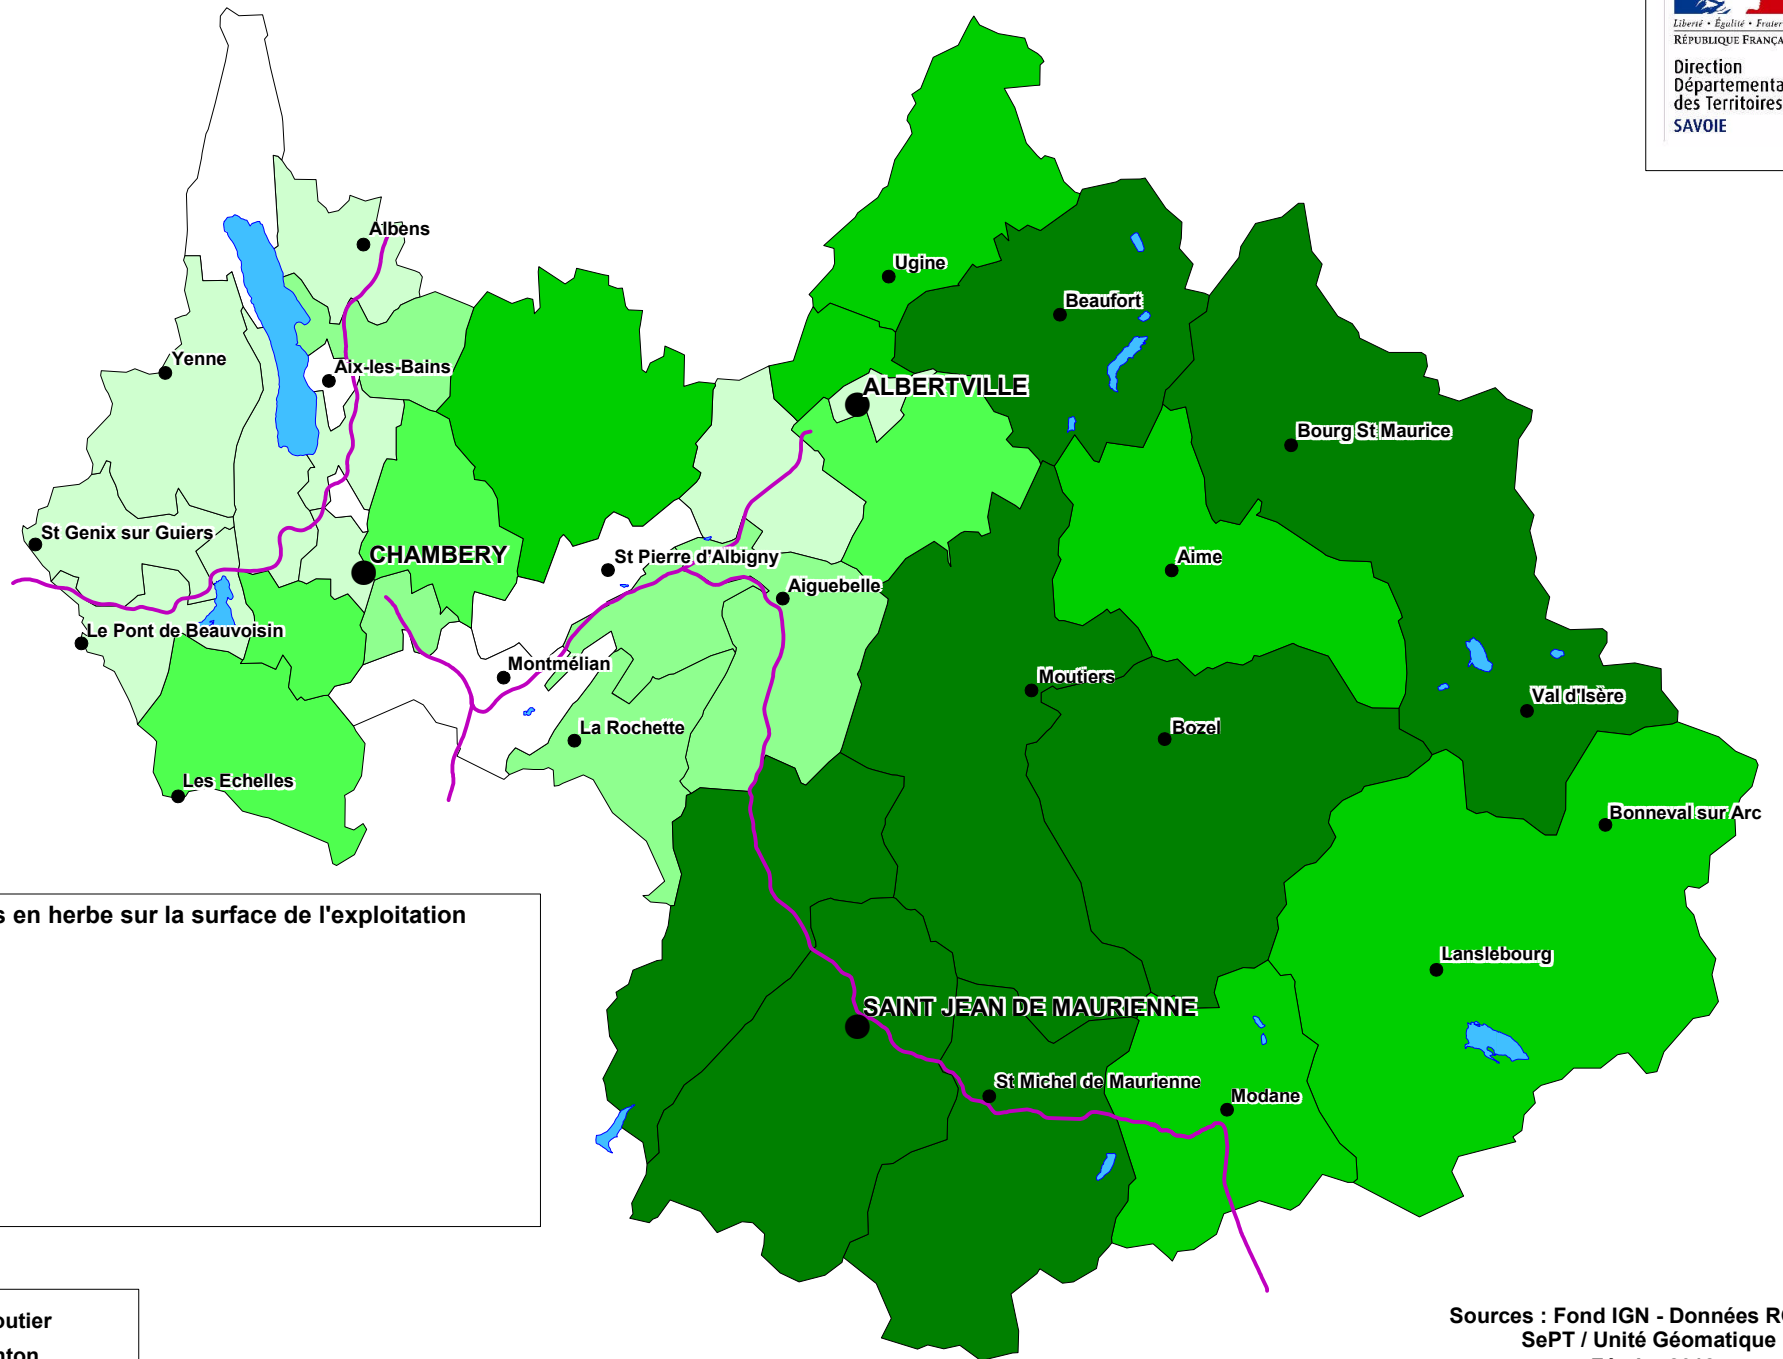 Liberté • Égalité • Frater
RÉPUBLIQUE FRANÇA
Direction
Départementa
des Territoires
SAVOIE
Albens
Ugine
Beaufort
Yenne
Aix-les-Bains
ALBERTVILLE
Bourg St Maurice
St Genix sur Guiers
CHAMBERY
St Pierre d'Albigny
Aime
Aiguebelle
Le Pont de Beauvoisin
Montmélian
Moutiers
Val d'Isère
La Rochette
Bozel
Les Echelles
Bonneval sur Arc
s en herbe sur la surface de l'exploitation
Lanslebourg
SAINT JEAN DE MAURIENNE
St Michel de Maurienne
Modane
outier
Sources : Fond IGN - Données R
SePT / Unité Géomatique